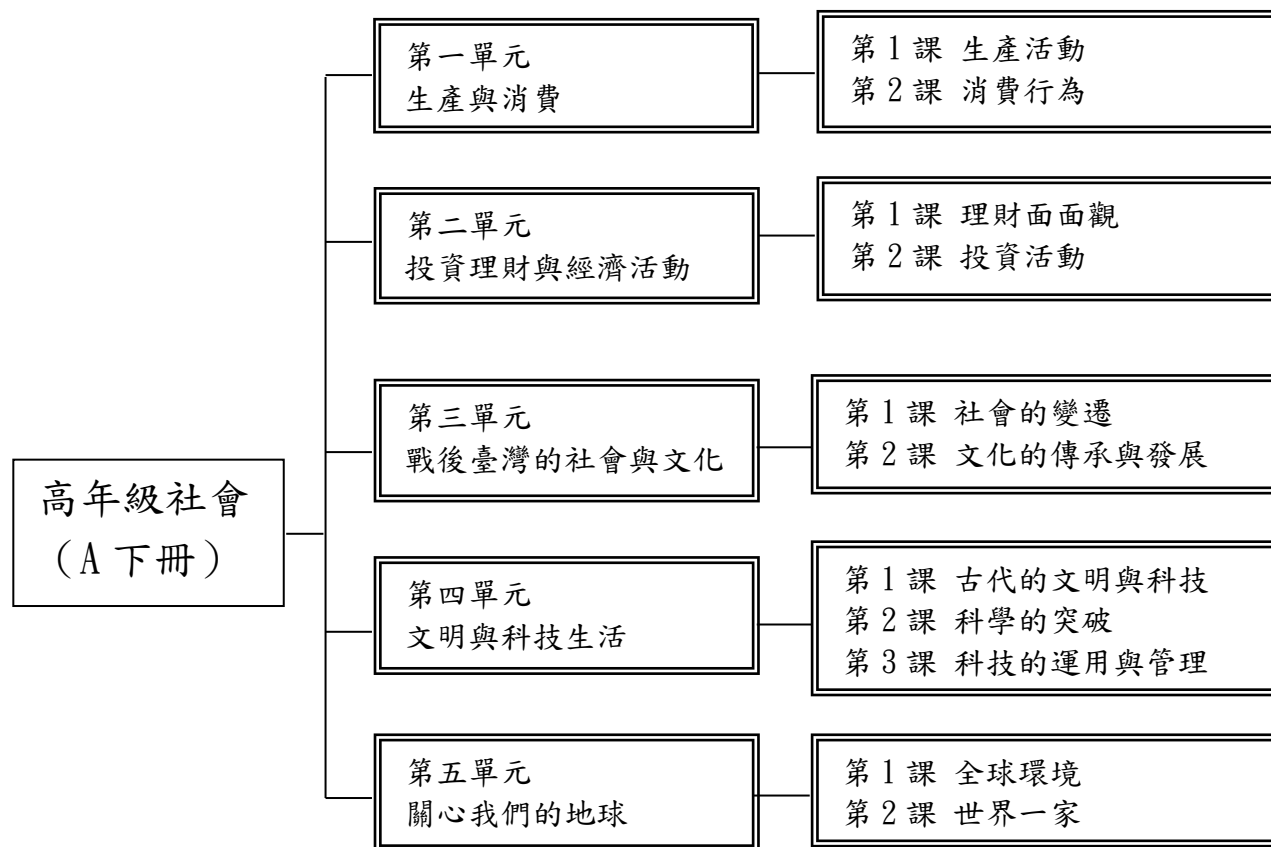 第一單元
生產與消費
第1課 生產活動
第2課 消費行為
第二單元
投資理財與經濟活動
第1課 理財面面觀
第2課 投資活動
第三單元
戰後臺灣的社會與文化
第1課 社會的變遷
第2課 文化的傳承與發展
高年級社會
（A下冊）
第四單元
文明與科技生活
第1課 古代的文明與科技
第2課 科學的突破
第3課 科技的運用與管理
第五單元
關心我們的地球
第1課 全球環境
第2課 世界一家